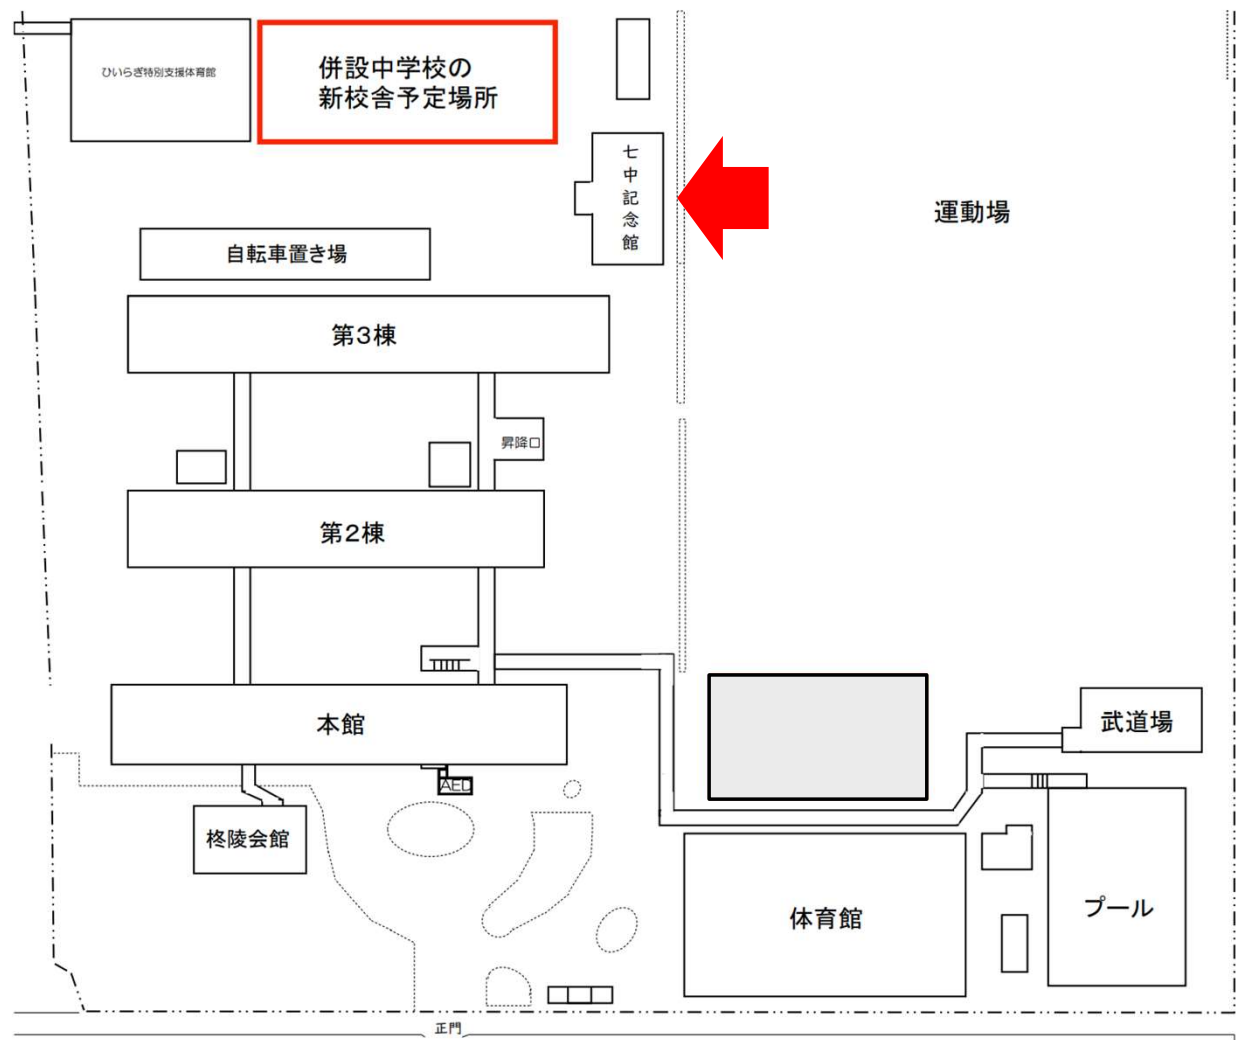 ひいらぎ特別支援体育館
併設中学校の
新校舎予定場所
七中記念館
運動場
自転車置き場
第3棟
昇降口
第2棟
本館
武道場
AED
柊陵会館
体育館
プール
正門